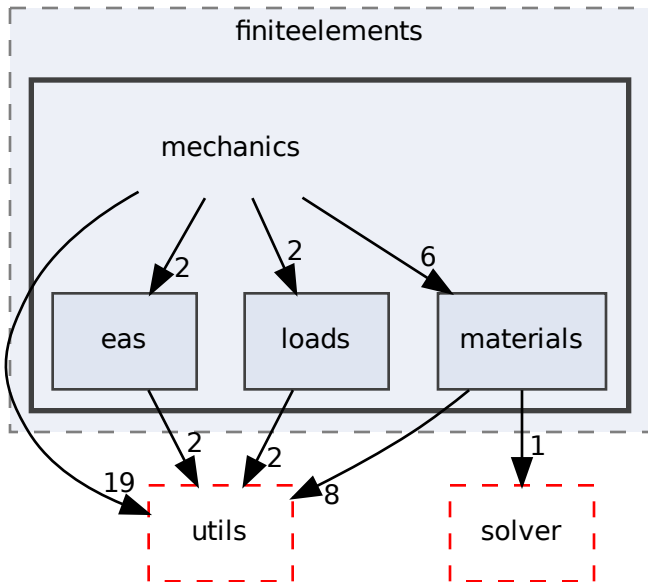 finiteelements
mechanics
2
2
6
eas
loads
materials
2
2
1
19
8
utils
solver